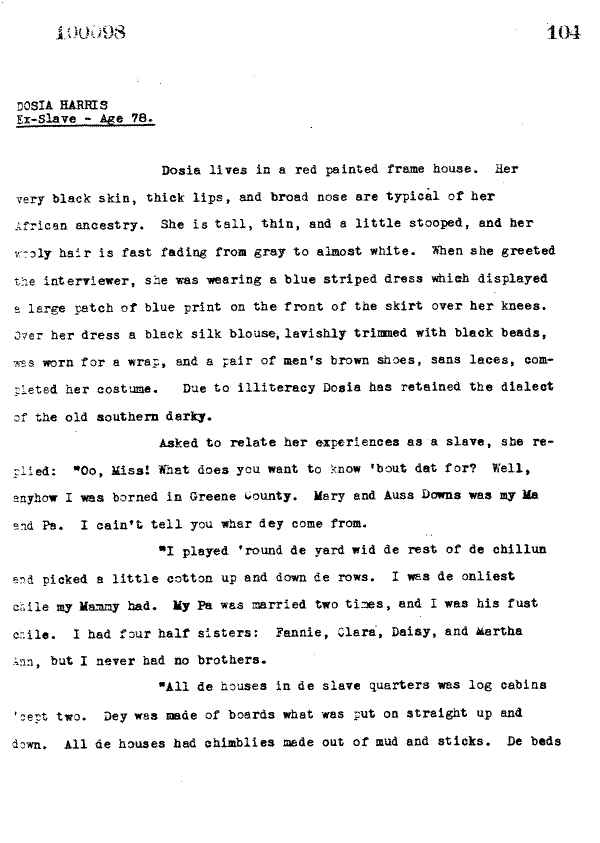 100098
104
DOSIA HARRIS
Ex-Slave - Age 78.
Dosia lives in a red painted frame house. Her
very black skin, thick lips, and broad nose are typical of her
African ancestry. She is tall, thin, and a little stooped, and her
wooly hair is fast fading from gray to almost white. When she greeted
the interviewer, she was wearing a blue striped dress which displayed
a large patch of blue print on the front of the skirt over her knees.
Over her dress a black silk blouse, lavishly trimmed with black beads,
was worn for a wrap, and a pair of men's brown shoes, sans laces, com-
pleted her costume. Due to illiteracy Dosia has retained the dialect
of the old southern darky.
Asked to relate her experiences as a slave, she re-
plied: "Oo, Miss! What does you want to know 'bout dat for? Well,
anyhow I was borned in Greene County. Mary and Auss Downs was my Ma
and Pa. I cain't tell you whar dey come from.
"I played 'round de yard wid de rest of de chillun
and picked a little cotton up and down de rows. I was de onliest
chile my Mammy had. My Pa was married two times, and I was his fust
chile. I had four half sisters: Fannie, Clara, Daisy, and Martha
Ann, but I never had no brothers.
"All de houses in de slave quarters was log cabins
'cept two. Dey was made of boards what was put on straight up and
down. All de houses had chimblies made out of mud and sticks. De beds